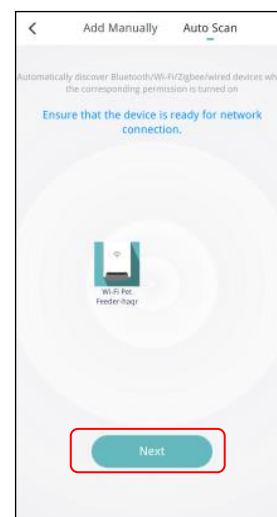 Add Manually Auto Scan
Automatically discover Bluetooth/Wi-Fi/Zigbee/wired devices wh
the corresponding permission is turned on
Ensure that the device is ready for network
connection.
Wi-Fi Pet
Feeder-haqr
Next